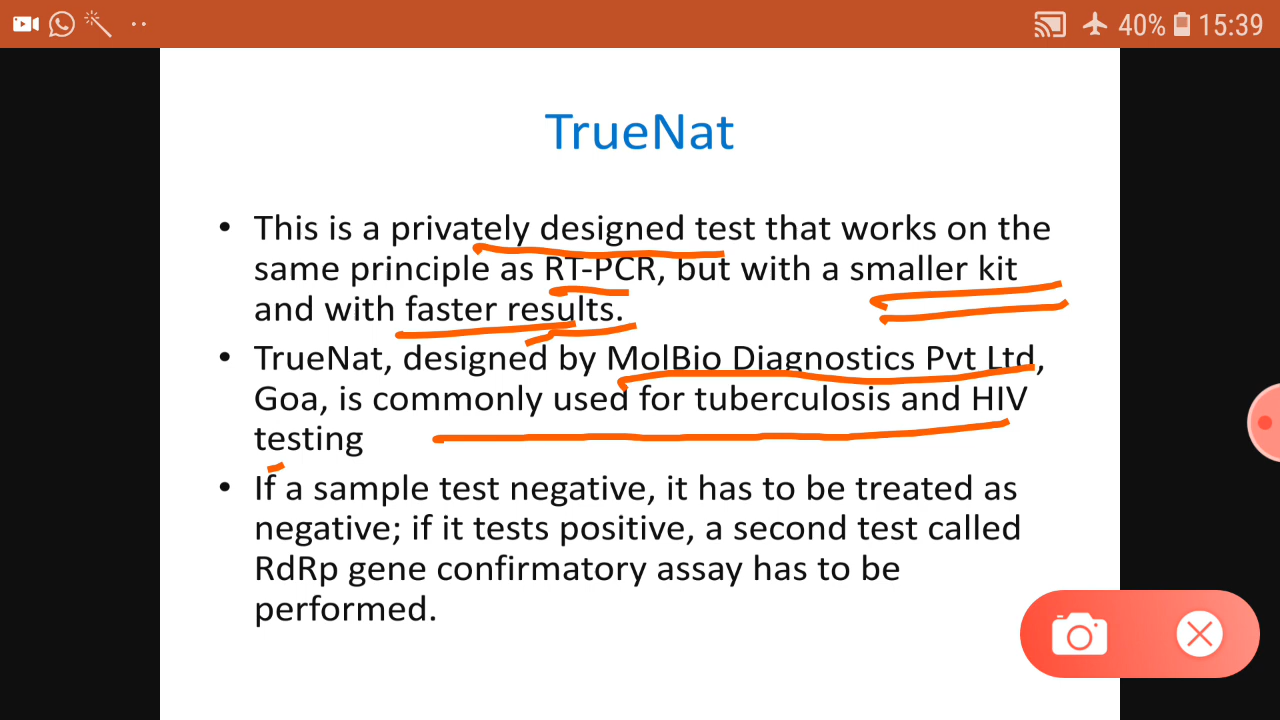 40% 15:39
TrueNat
• This is a privately designed test that works on the
same principle as RT-PCR, but with a smaller kit
and with faster results.
• TrueNat, designed by MolBio Diagnostics Pvt Ltd,
Goa, is commonly used for tuberculosis and HIV
testing
• If a sample test negative, it has to be treated as
negative; if it tests positive, a second test called
RdRp gene confirmatory assay has to be
performed.